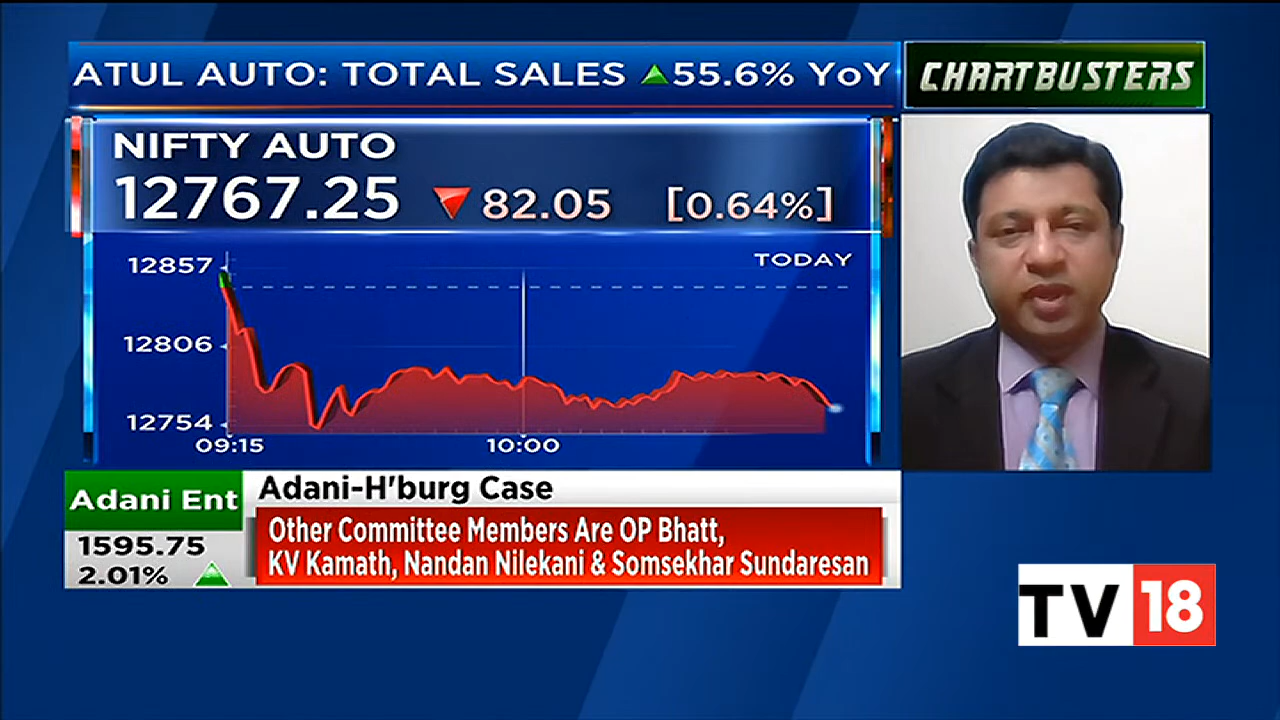 ATUL AUTO: TOTAL SALES ▲55.6% YoY
CHARTBUSTERS
NIFTY AUTO
12767.25 ▼ 82.05 [0.64%]
TODAY
12857
12806
12754
09:15 10:00
Adani Ent
1595.75
2.01% ▲
Adani-H'burg Case
Other Committee Members Are OP Bhatt,
KV Kamath, Nandan Nilekani & Somsekhar Sundaresan
TV18